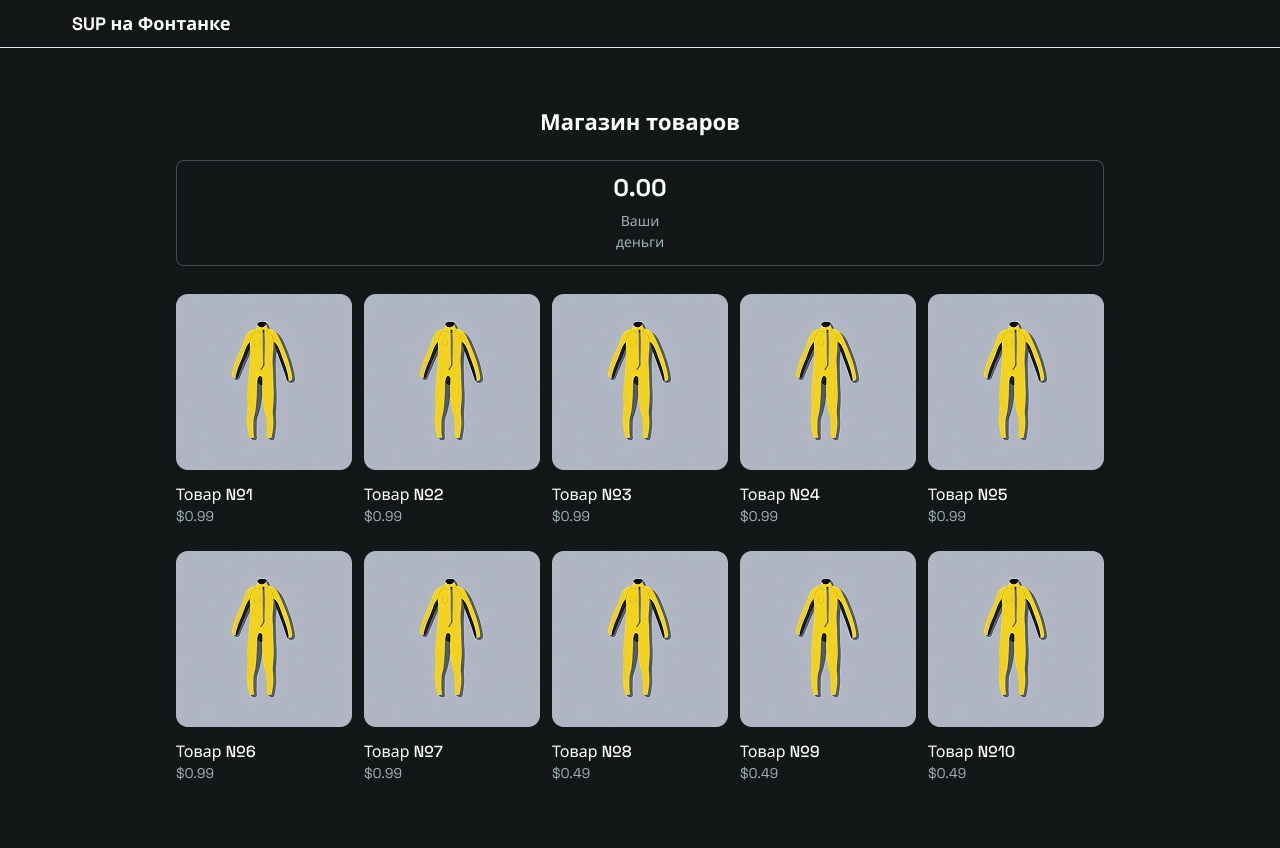 SUP на Фонтанке
Магазин товаров
0.00
Ваши
деньги
Товар №1
$0.99
Товар №2
$0.99
Товар №3
$0.99
Товар №4
$0.99
Товар №5
$0.99
Товар №6
$0.99
Товар №7
$0.99
Товар №8
$0.49
Товар №9
$0.49
Товар №10
$0.49